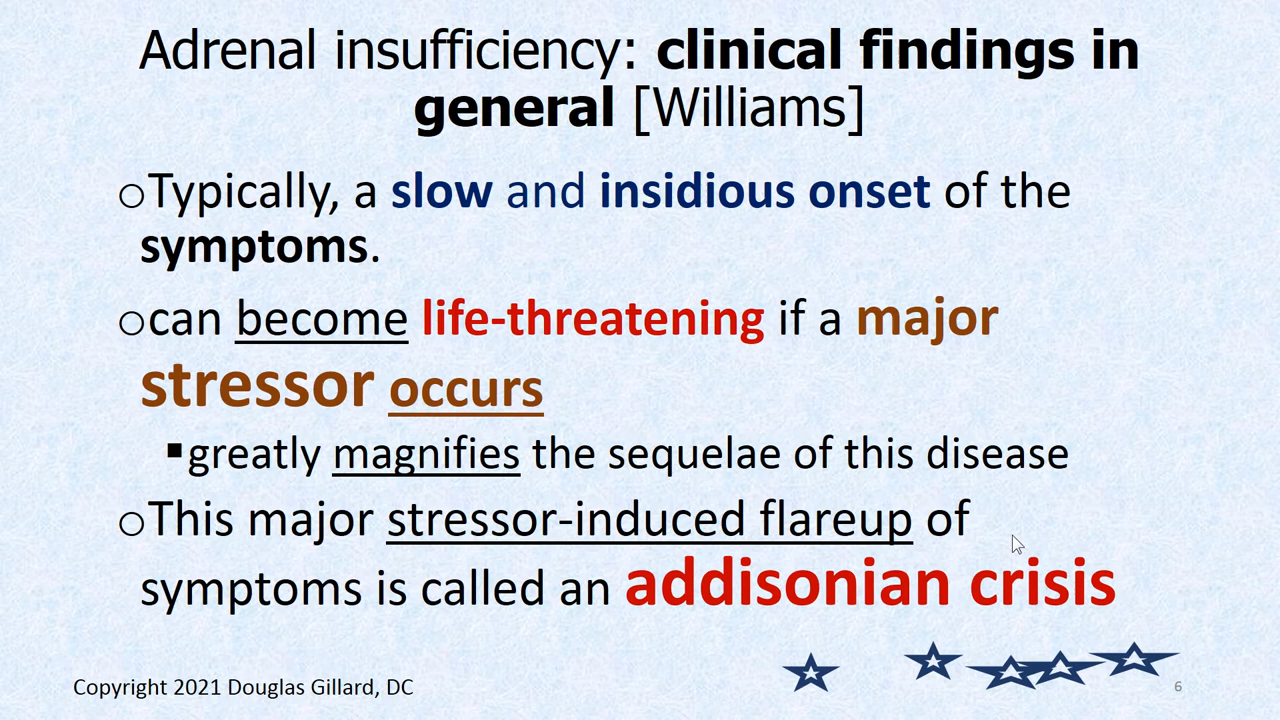 Adrenal insufficiency: clinical findings in
general [Williams]
oTypically, a slow and insidious onset of the
symptoms.
ocan become life-threatening if a major
stressor occurs
▪greatly magnifies the sequelae of this disease
oThis major stressor-induced flareup of
symptoms is called an addisonian crisis
Copyright 2021 Douglas Gillard, DC
6